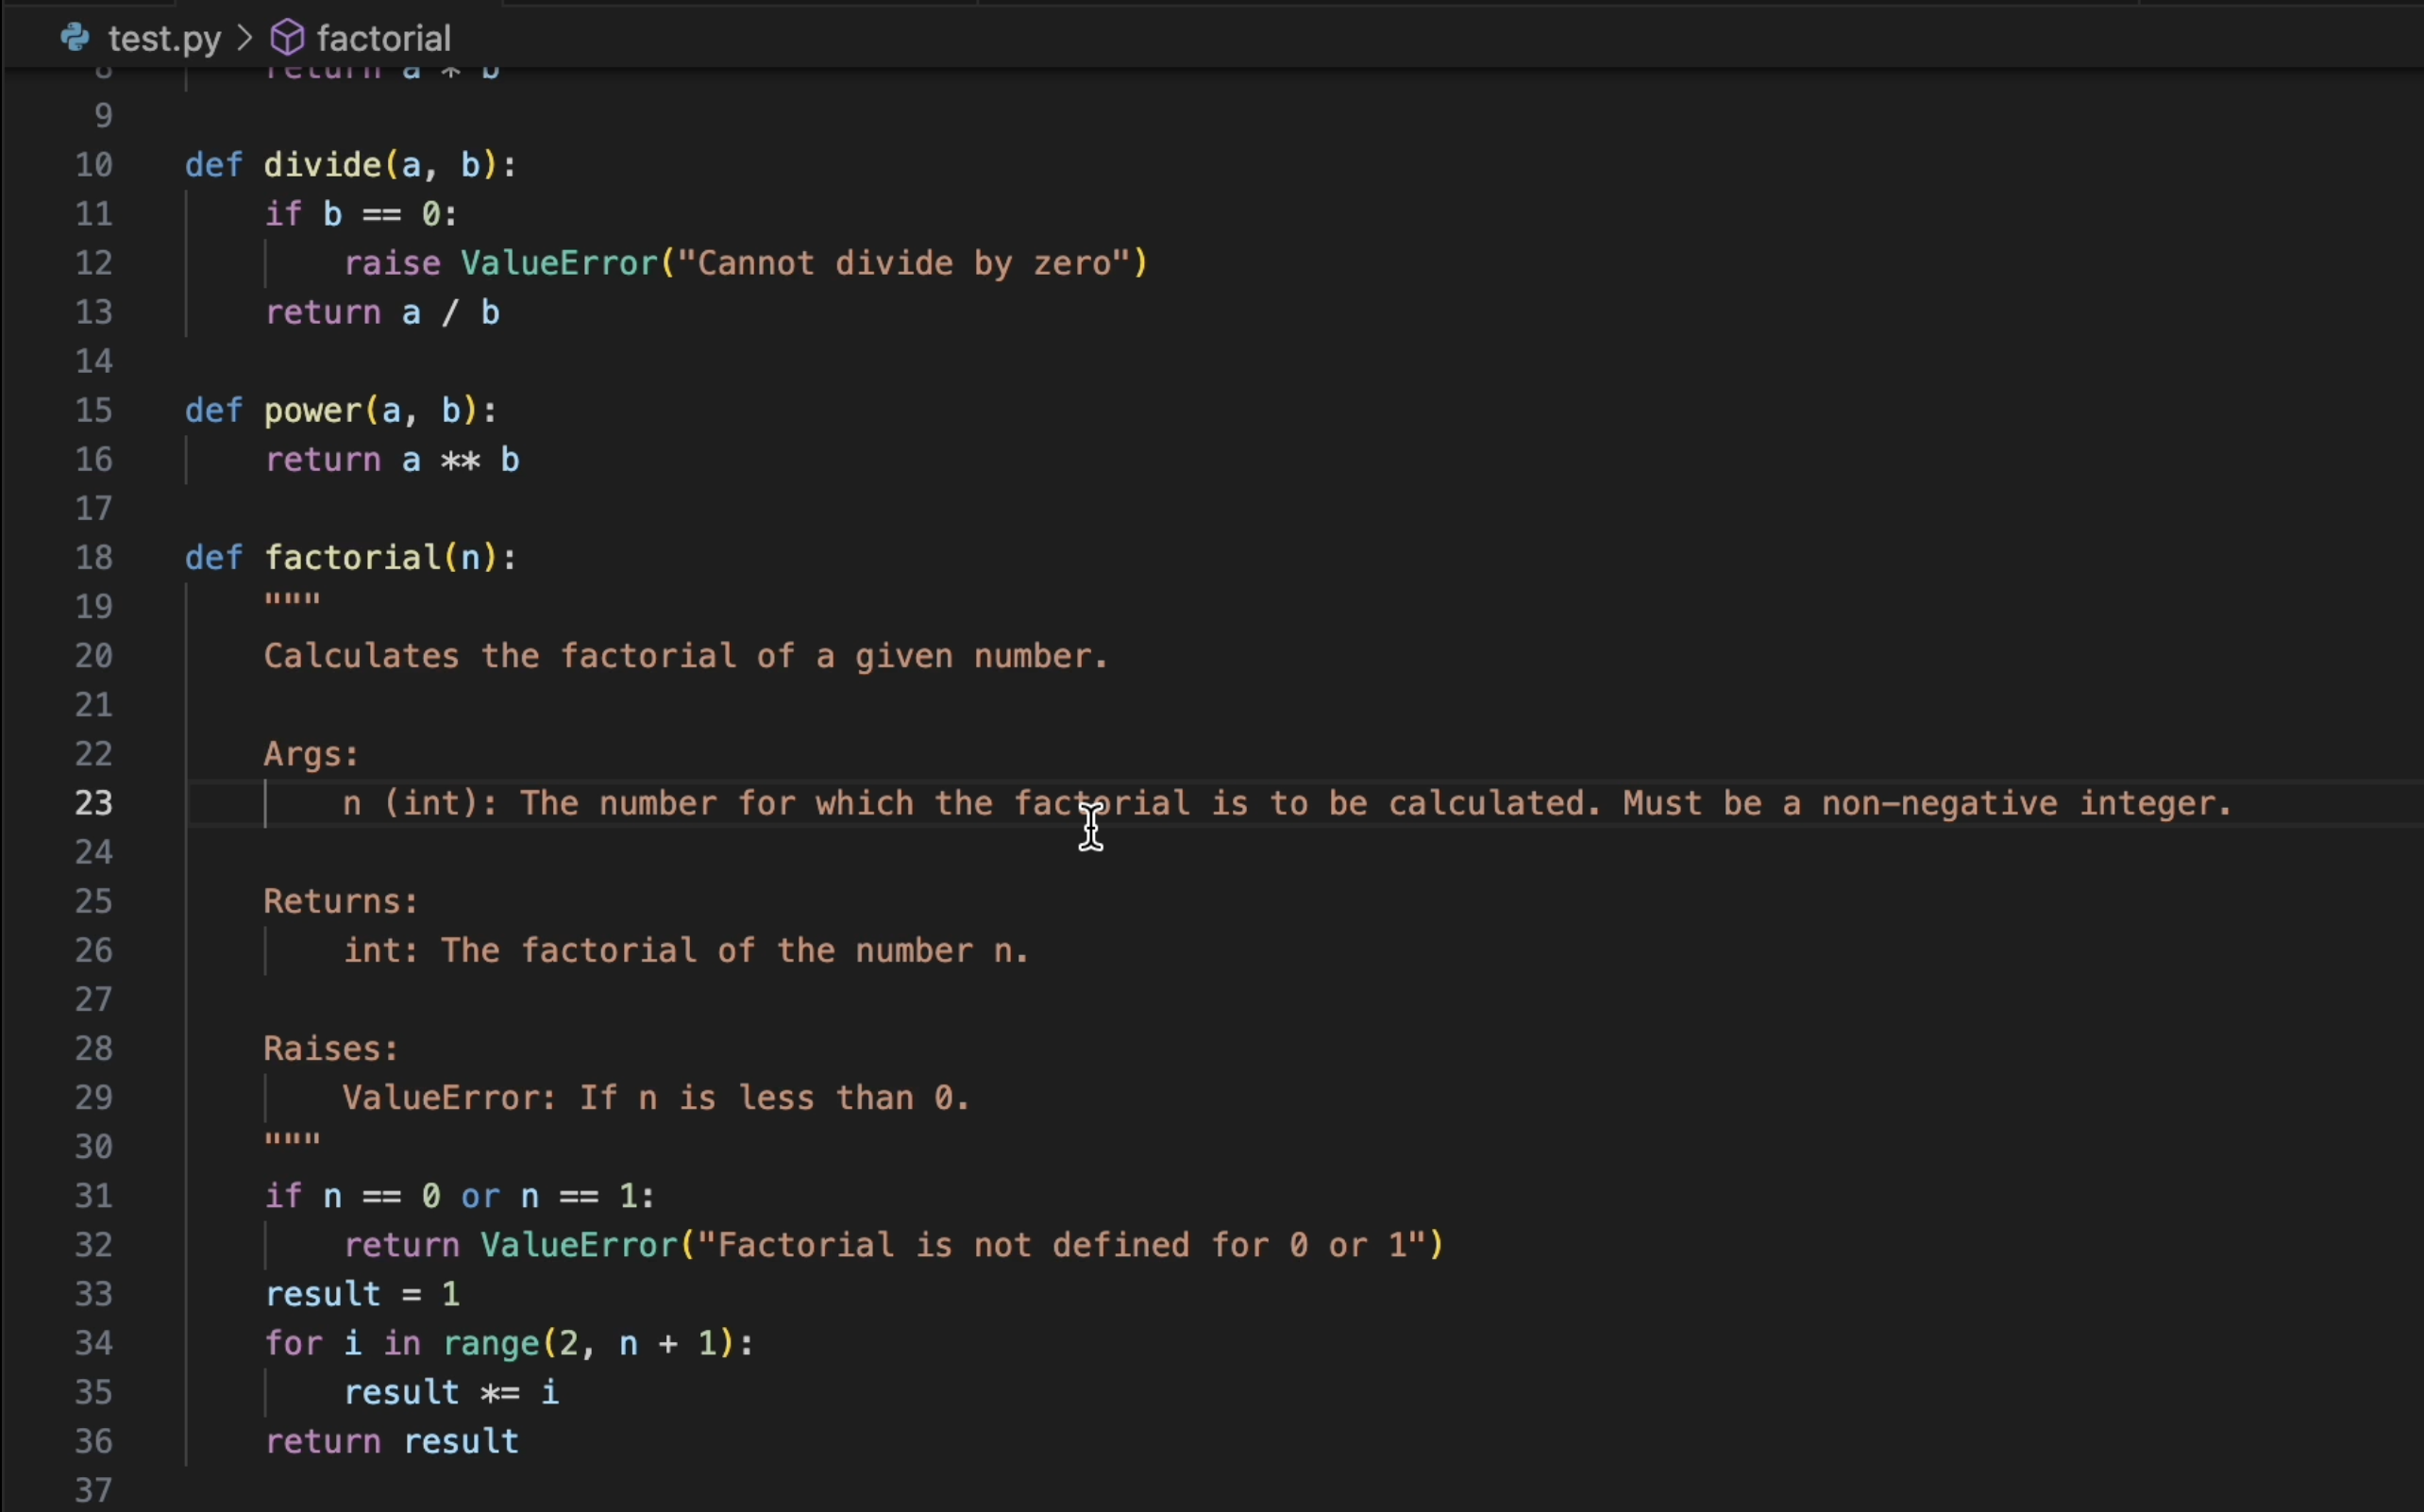 test.py > factorial
8 return a * b
9
10 def divide(a, b):
11     if b == 0:
12         raise ValueError("Cannot divide by zero")
13     return a / b
14
15 def power(a, b):
16     return a ** b
17
18 def factorial(n):
19     """
20     Calculates the factorial of a given number.
21
22     Args:
23         n (int): The number for which the factorial is to be calculated. Must be a non-negative integer.
24
25     Returns:
26         int: The factorial of the number n.
27
28     Raises:
29         ValueError: If n is less than 0.
30     """
31     if n == 0 or n == 1:
32         return ValueError("Factorial is not defined for 0 or 1")
33     result = 1
34     for i in range(2, n + 1):
35         result *= i
36     return result
37